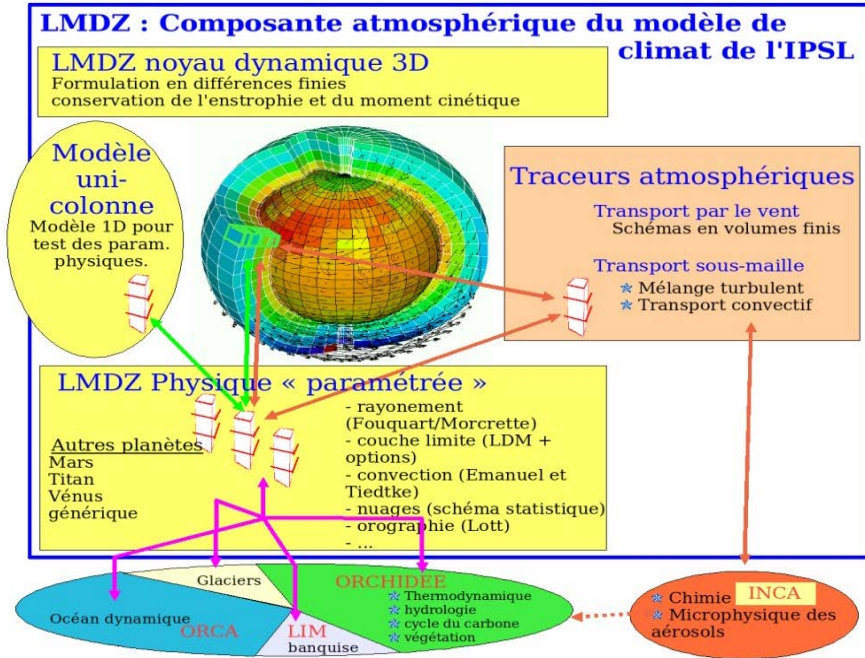 LMDZ : Composante atmosphérique du modèle de
climat de l'IPSL
LMDZ noyau dynamique 3D
Formulation en différences finies
conservation de l'enstrophie et du moment cinétique
Modèle
uni-
colonne
Modèle 1D pour
test des param.
physiques.
Traceurs atmosphériques
Transport par le vent
Schémas en volumes finis
Transport sous-maille
Mélange turbulent
Transport convectif
LMDZ Physique « paramétrée »
Autres planètes
Mars
Titan
Vénus
générique
- rayonement
(Fouquart/Morcrette)
- couche limite (LDM +
options)
- convection (Emanuel et
Tiedtke)
- nuages (schéma statistique)
- orographie (Lott)
- ...
Glaciers
Océan dynamique
ORCA
LIM
banquise
ORCHIDEE
Thermodynamique
hydrologie
cycle du carbone
végétation
Chimie INCA
Microphysique des
aérosols